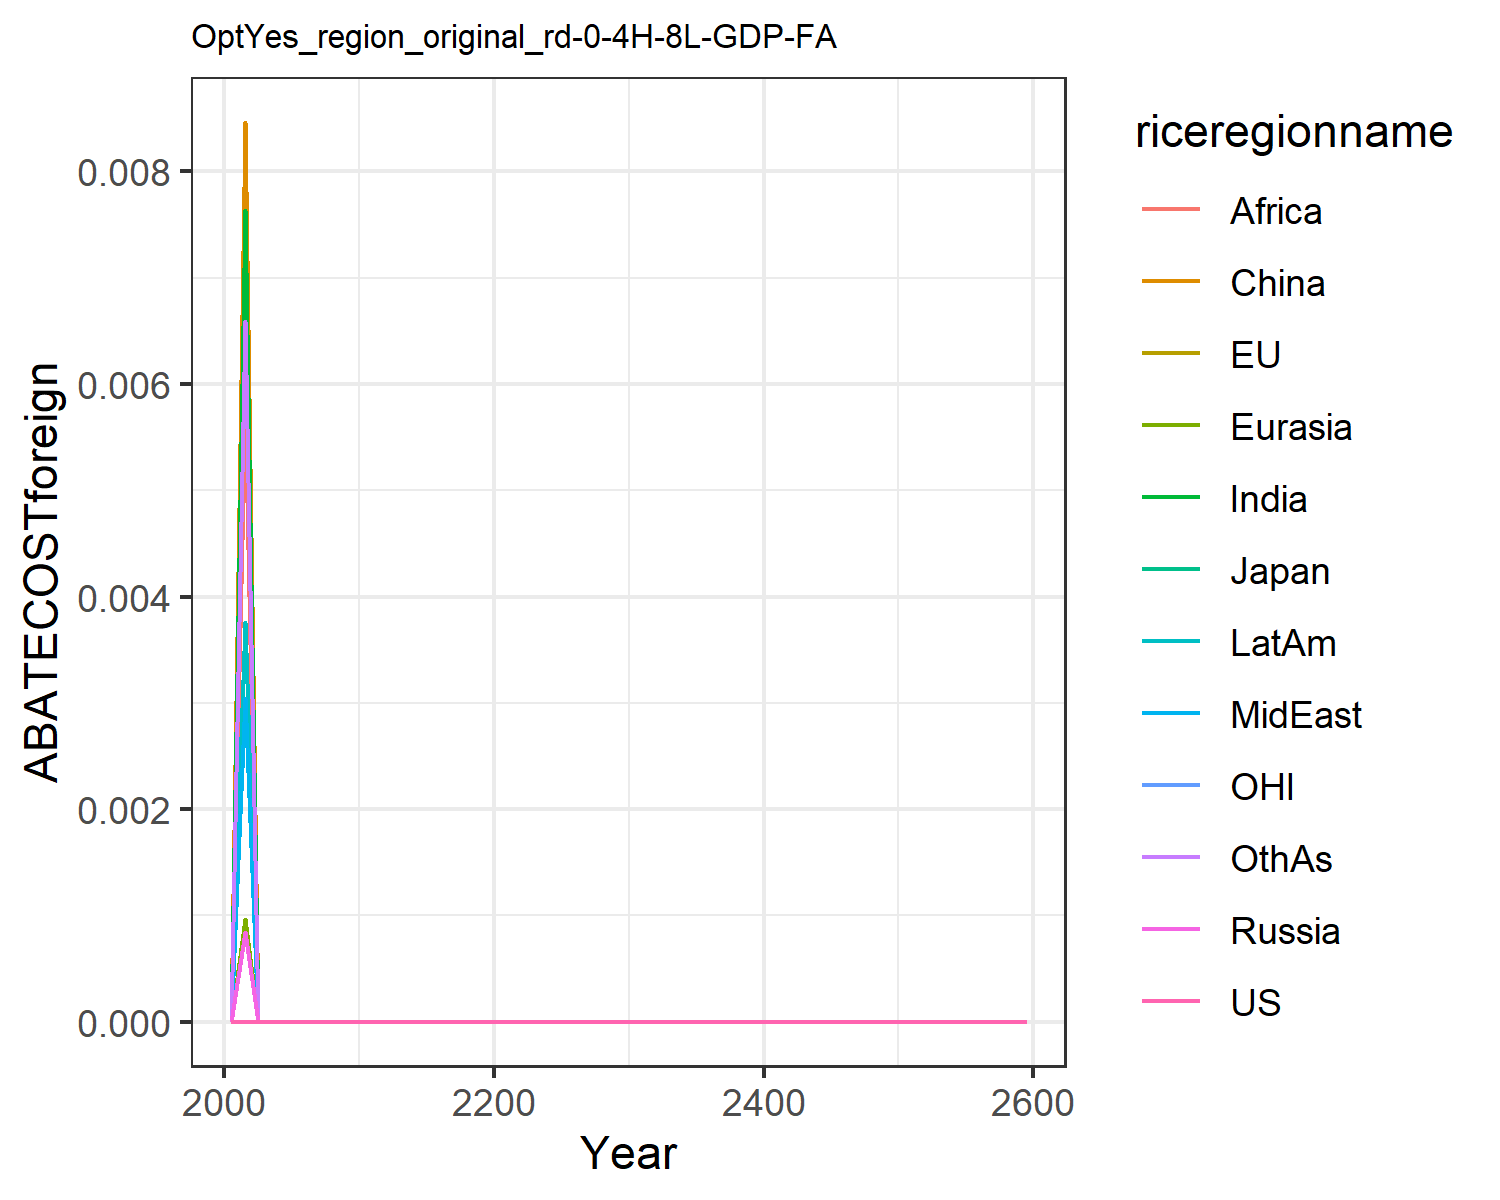 OptYes_region_original_rd-0-4H-8L-GDP-FA
ABATECOSTforeign
0.008
0.006
0.004
0.002
0.000
2000 2200 2400 2600
Year
riceregionname
Africa
China
EU
Eurasia
India
Japan
LatAm
MidEast
OHI
OthAs
Russia
US